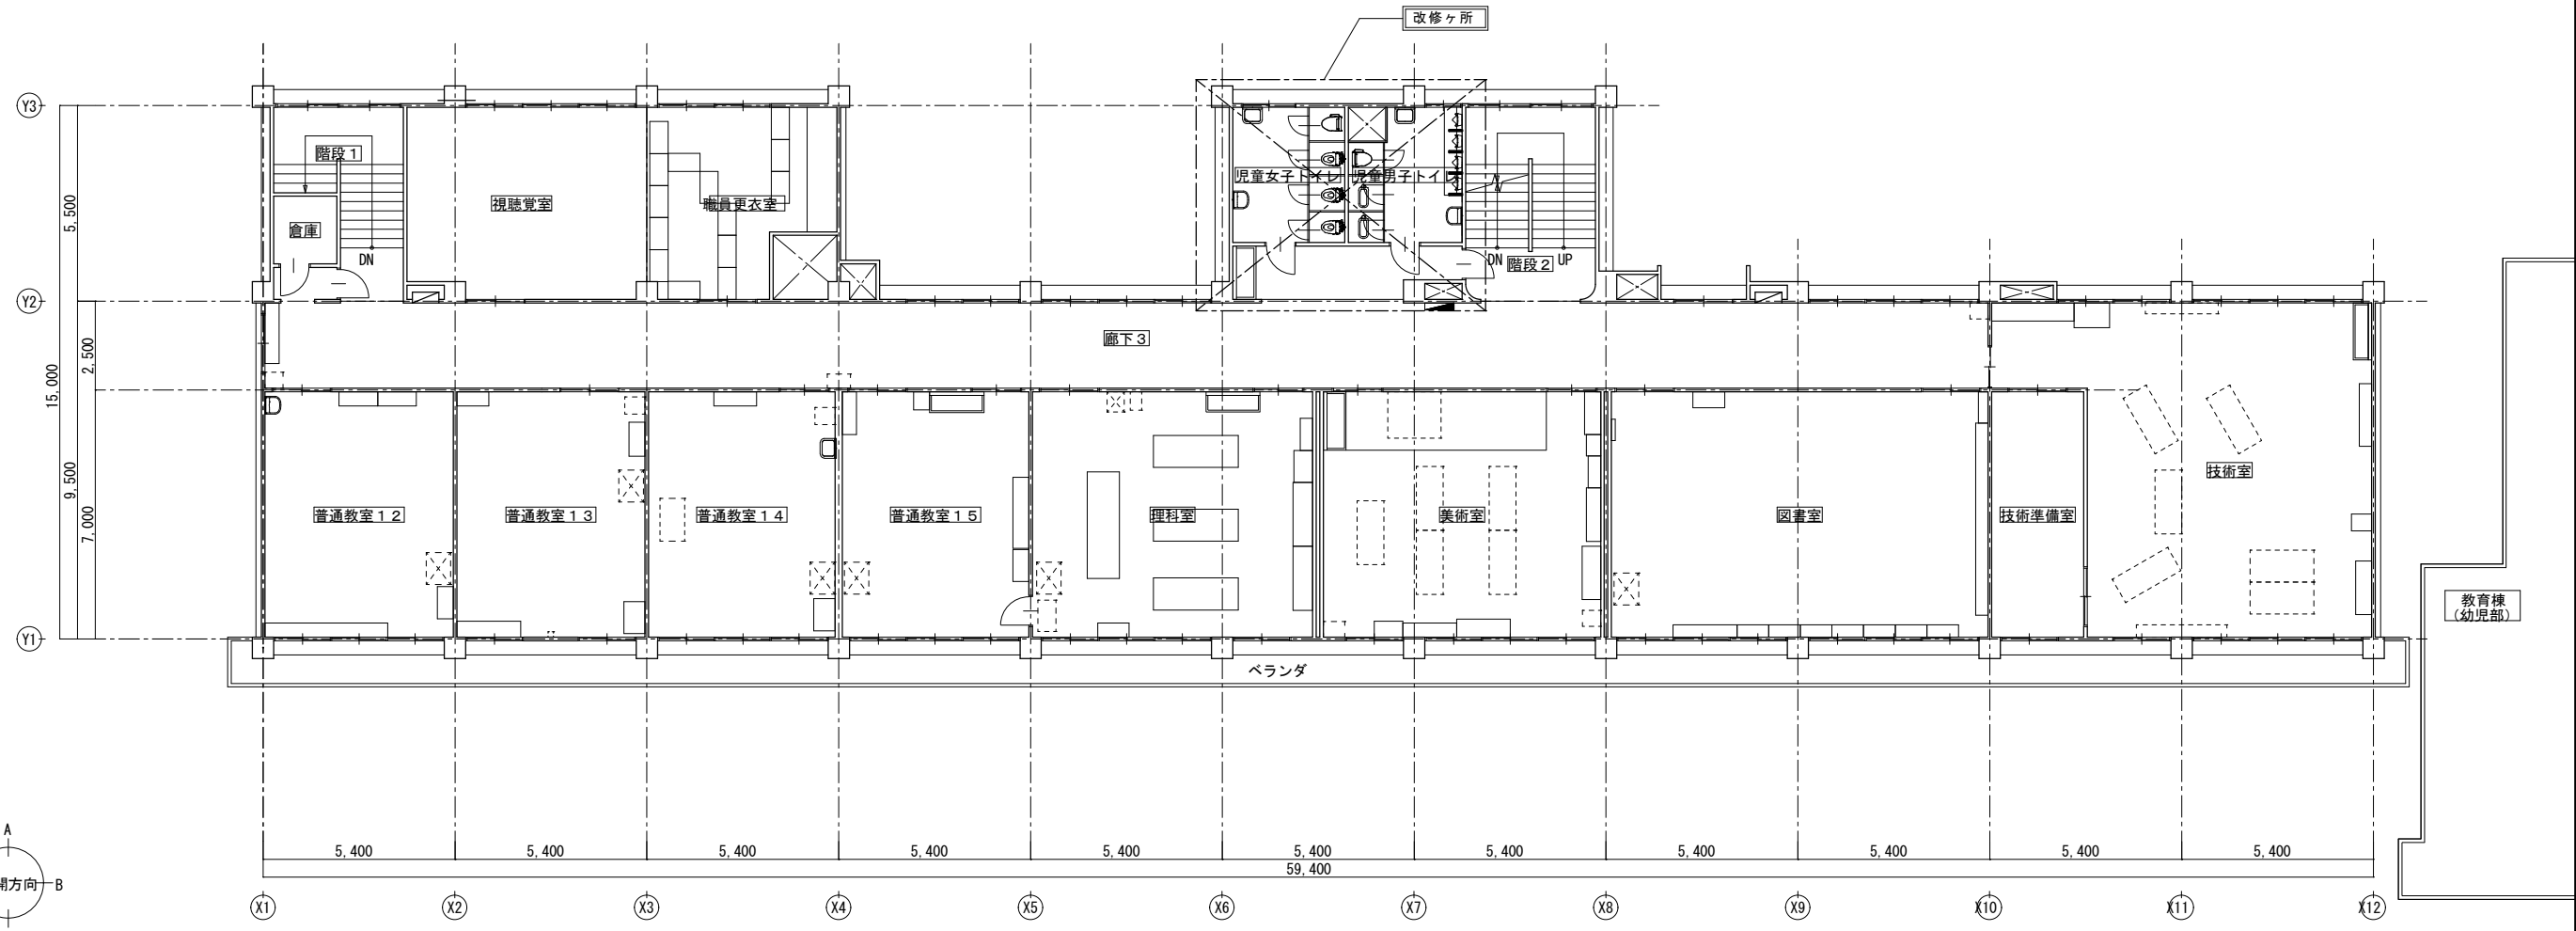 改修ヶ所
Y3
階段1
視聴覚室
職員更衣室
児童女子トイレ
児童男子トイレ
倉庫
DN
DN
階段2
UP
5,500
Y2
廊下3
2,500
15,000
9,500
7,000
技術室
普通教室12
普通教室13
普通教室14
普通教室15
理科室
美術室
図書室
技術準備室
教育棟
(幼児部)
Y1
ベランダ
A
5,400
5,400
5,400
5,400
5,400
5,400
5,400
5,400
5,400
5,400
5,400
59,400
開方向
B
X1
X2
X3
X4
X5
X6
X7
X8
X9
X10
X11
X12